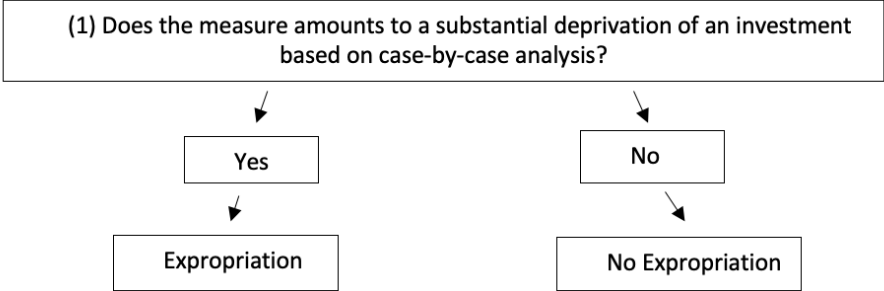 (1) Does the measure amounts to a substantial deprivation of an investment
based on case-by-case analysis?
Yes
No
Expropriation
No Expropriation